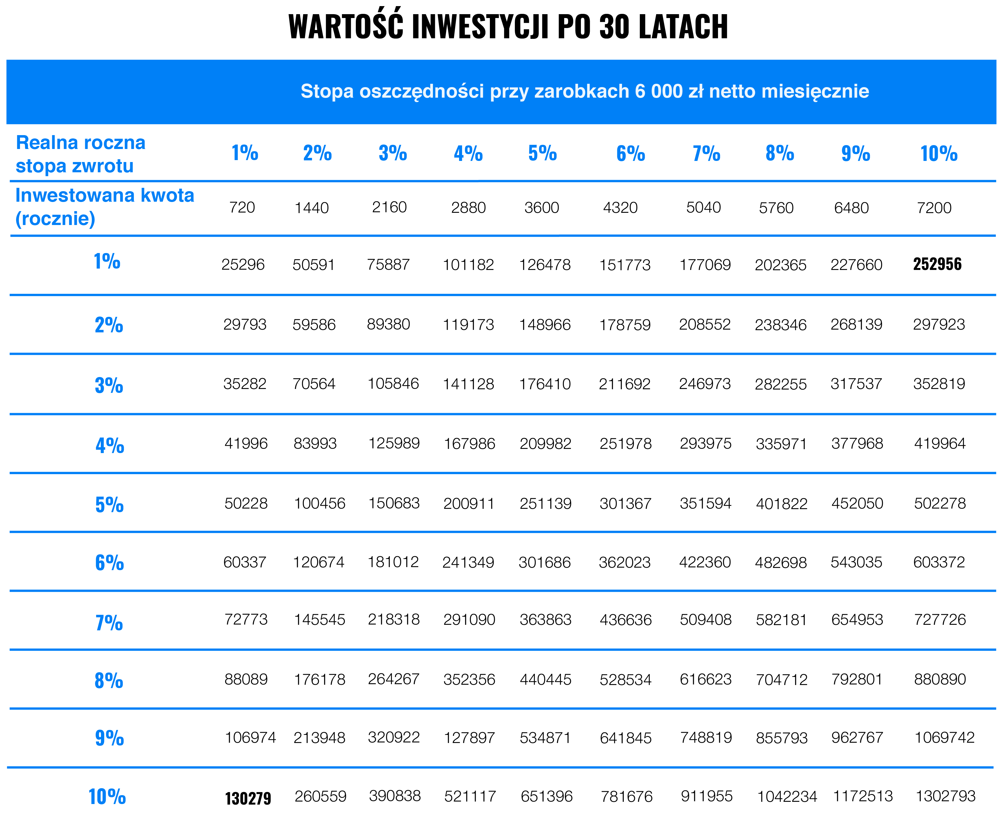 WARTOŚĆ INWESTYCJI PO 30 LATACH
Stopa oszczędności przy zarobkach 6 000 zł netto miesięcznie
Realna roczna
stopa zwrotu
1% 2% 3% 4% 5% 6% 7% 8% 9% 10%
Inwestowana kwota
(rocznie)
720 1440 2160 2880 3600 4320 5040 5760 6480 7200
1% 25296 50591 75887 101182 126478 151773 177069 202365 227660 252956
2% 29793 59586 89380 119173 148966 178759 208552 238346 268139 297923
3% 35282 70564 105846 141128 176410 211692 246973 282255 317537 352819
4% 41996 83993 125989 167986 209982 251978 293975 335971 377968 419964
5% 50228 100456 150683 200911 251139 301367 351594 401822 452050 502278
6% 60337 120674 181012 241349 301686 362023 422360 482698 543035 603372
7% 72773 145545 218318 291090 363863 436636 509408 582181 654953 727726
8% 88089 176178 264267 352356 440445 528534 616623 704712 792801 880890
9% 106974 213948 320922 127897 534871 641845 748819 855793 962767 1069742
10% 130279 260559 390838 521117 651396 781676 911955 1042234 1172513 1302793